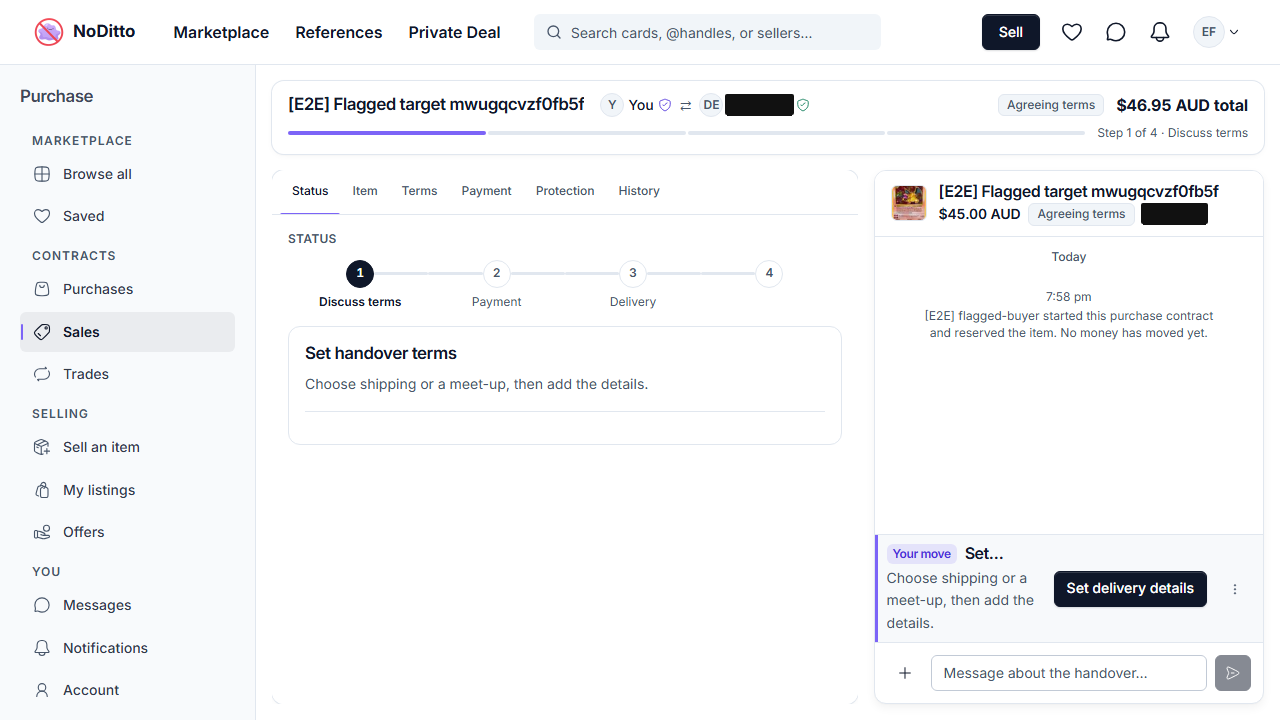 NoDitto
Marketplace
References
Private Deal
Search cards, @handles, or sellers...
Sell
EF
Purchase
MARKETPLACE
Browse all
Saved
CONTRACTS
Purchases
Sales
Trades
SELLING
Sell an item
My listings
Offers
YOU
Messages
Notifications
Account
[E2E] Flagged target mwugqcvzf0fb5f
Y You
DE
Agreeing terms
$46.95 AUD total
Step 1 of 4 · Discuss terms
Status
Item
Terms
Payment
Protection
History
STATUS
1
2
3
4
Discuss terms
Payment
Delivery
Set handover terms
Choose shipping or a meet-up, then add the details.
[E2E] Flagged target mwugqcvzf0fb5f
$45.00 AUD
Agreeing terms
Today
7:58 pm
[E2E] flagged-buyer started this purchase contract
and reserved the item. No money has moved yet.
Your move Set...
Choose shipping or a
meet-up, then add the
details.
Set delivery details
Message about the handover...